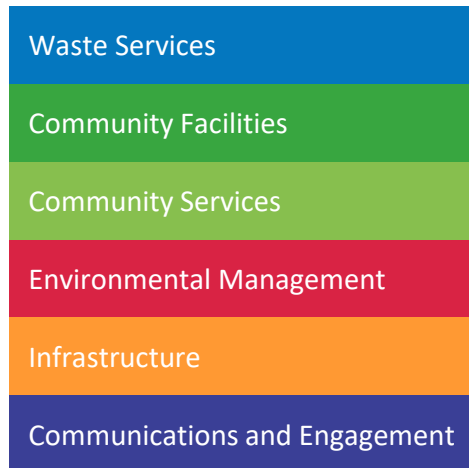 Waste Services
Community Facilities
Community Services
Environmental Management
Infrastructure
Communications and Engagement